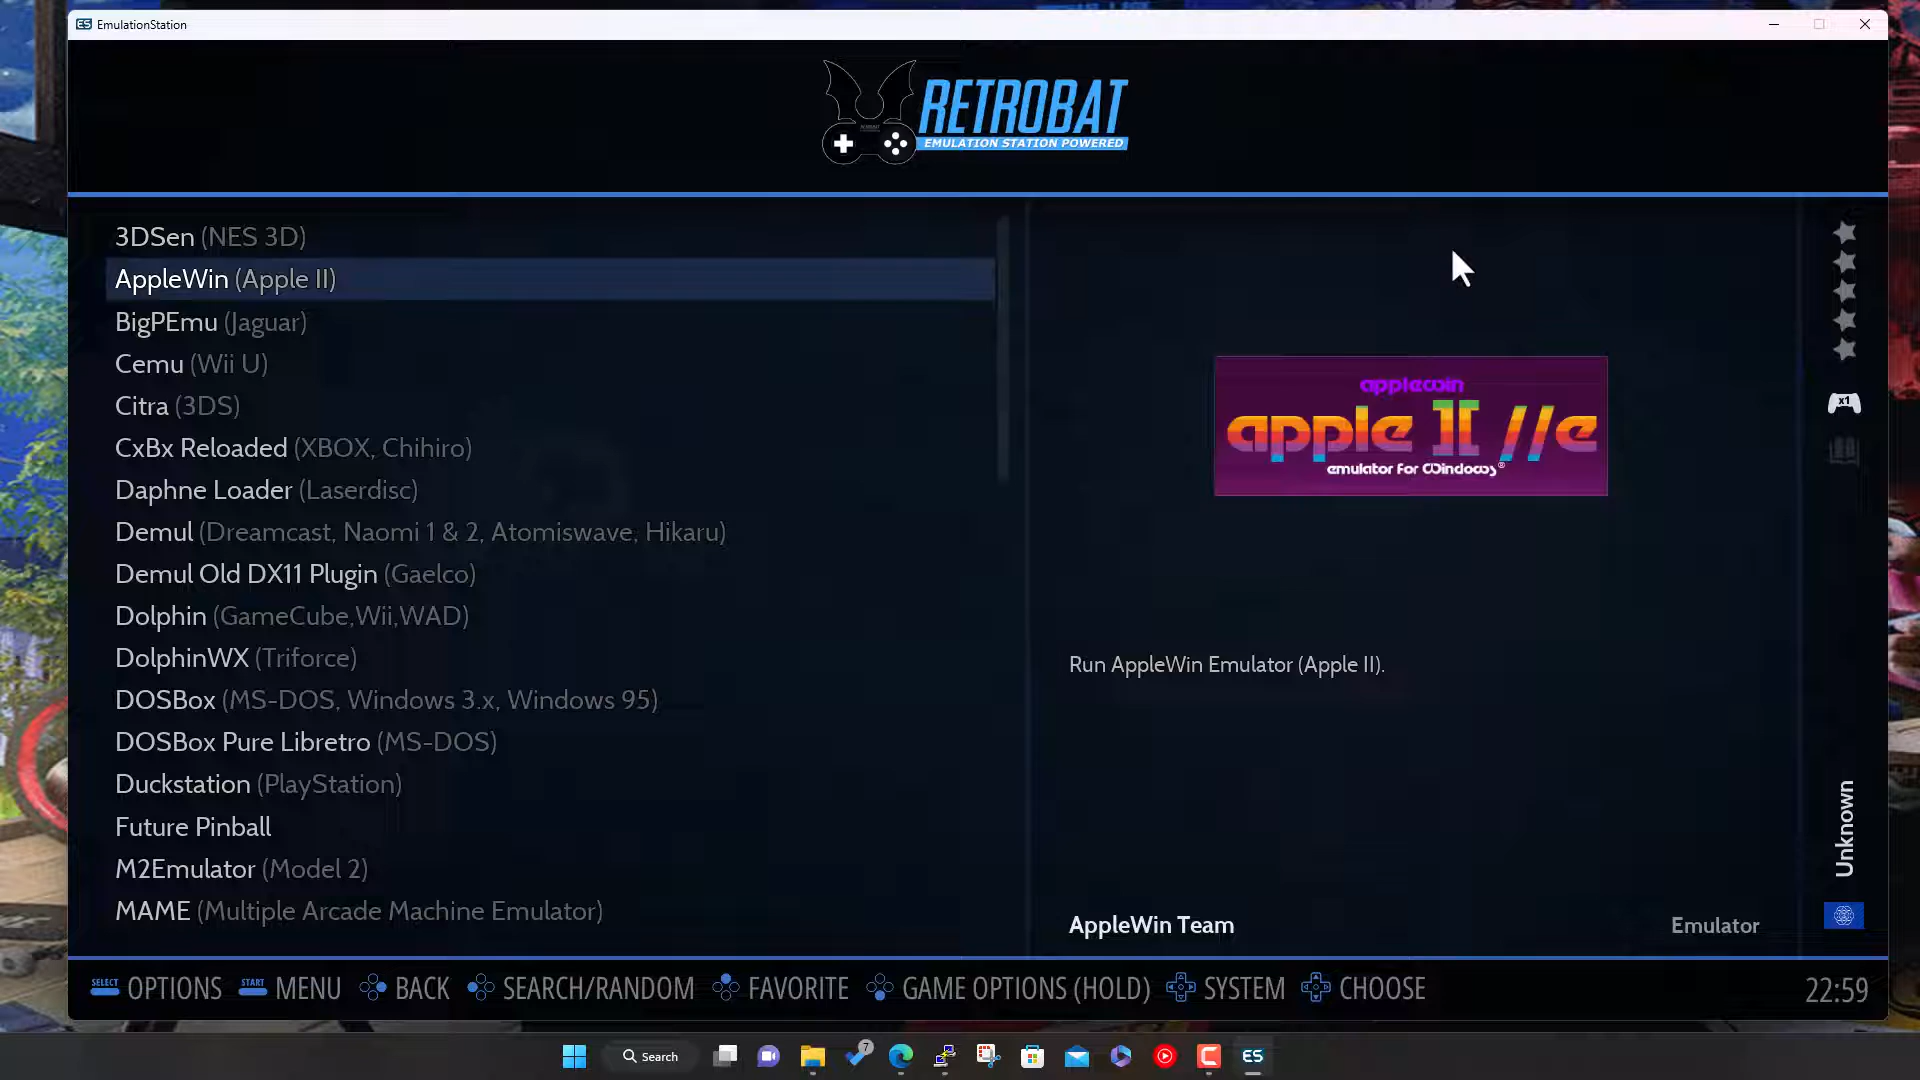 EmulationStation
RETROBAT
EMULATION STATION POWERED
3DSen (NES 3D)
AppleWin (Apple II)
BigPEmu (Jaguar)
Cemu (Wii U)
Citra (3DS)
CxBx Reloaded (XBOX, Chihiro)
Daphne Loader (Laserdisc)
Demul (Dreamcast, Naomi 1 & 2, Atomiswave, Hikaru)
Demul Old DX11 Plugin (Gaelco)
Dolphin (GameCube,Wii,WAD)
DolphinWX (Triforce)
DOSBox (MS-DOS, Windows 3.x, Windows 95)
DOSBox Pure Libretro (MS-DOS)
Duckstation (PlayStation)
Future Pinball
M2Emulator (Model 2)
MAME (Multiple Arcade Machine Emulator)
applewin
apple II //e
emulator for Windows®
Run AppleWin Emulator (Apple II).
AppleWin Team
Emulator
x1
Unknown
SELECT OPTIONS START MENU BACK SEARCH/RANDOM FAVORITE GAME OPTIONS (HOLD) SYSTEM CHOOSE
22:59
Search
7
ES